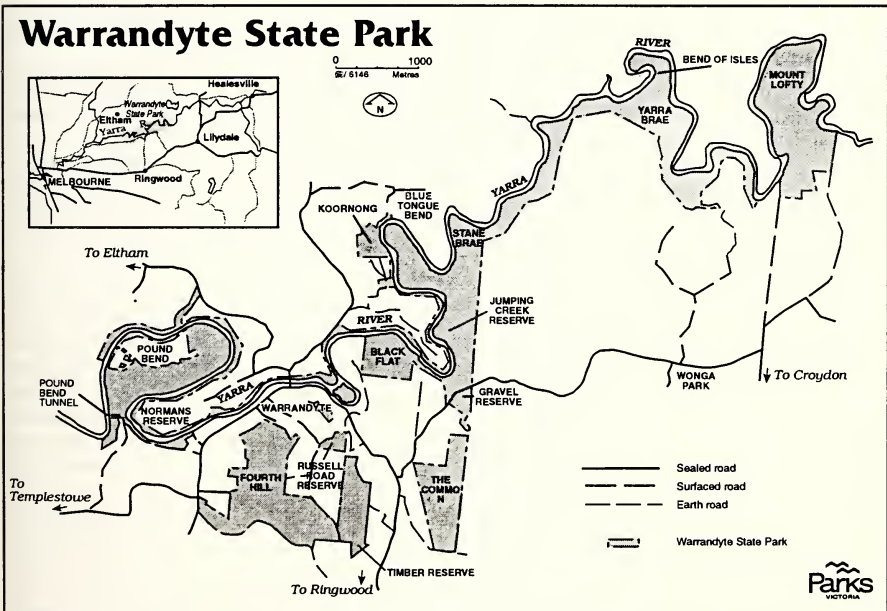 Warrandyte State Park
0 1000
6146 Metres
N
Healesville
Warrandyte
State Park
Eltham
Yarra R
Lilydale
MELBOURNE
Ringwood
RIVER
BEND OF ISLES
MOUNT
LOFTY
YARRA
BRAE
YARRA
BLUE
TONGUE
BEND
KOORNONG
STANE
BRAE
To Eltham
RIVER
JUMPING
CREEK
RESERVE
POUND
BEND
BLACK
FLAT
POUND
BEND
TUNNEL
YARRA
NORMANS
RESERVE
WARRANDYTE
GRAVEL
RESERVE
WONGA
PARK
To Croydon
To
Templestowe
FOURTH
HILL
RUSSELL
ROAD
RESERVE
THE
COMMO
N
TIMBER RESERVE
To Ringwood
Sealed road
Surfaced road
Earth road
Warrandyte State Park
Parks
VICTORIA